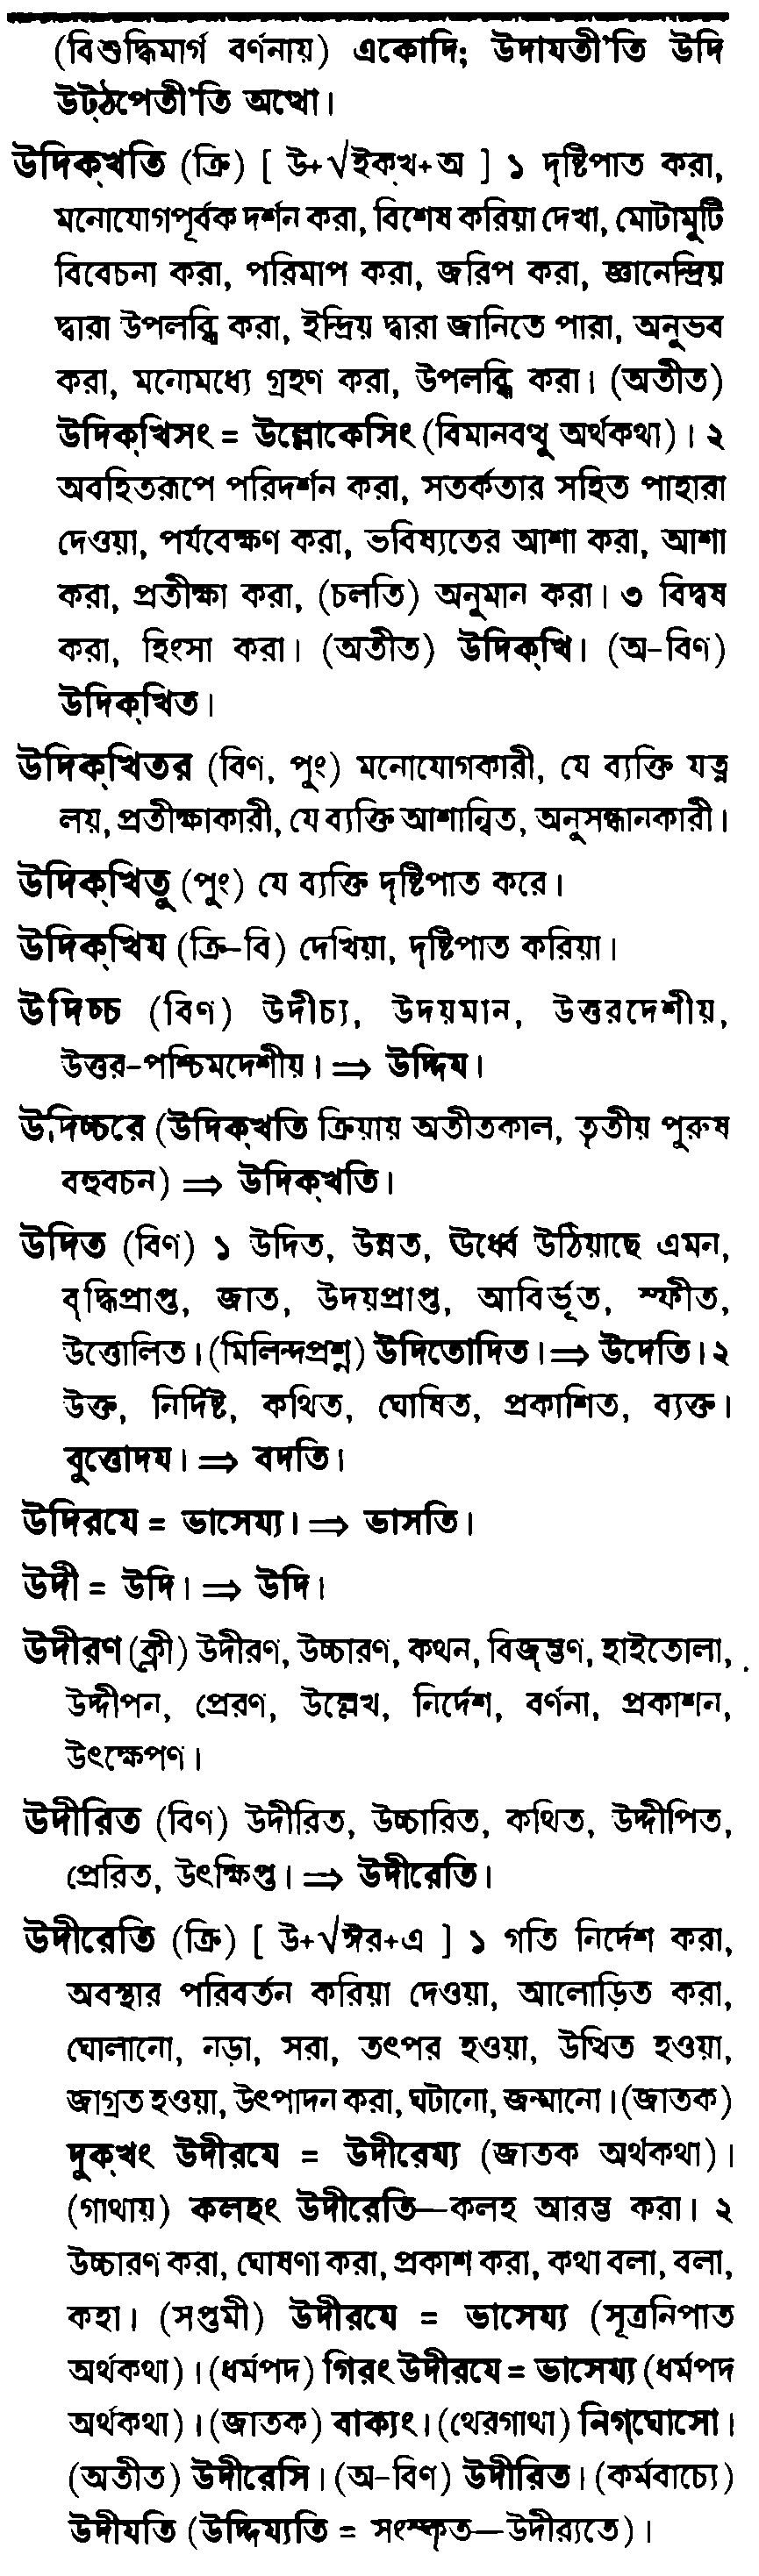 (বিশুদ্ধিমার্গ বর্ণনায়) একোদি; উদাযতী'তি উদি
উট্ঠপেতী'তি অত্থো।
উদিক্খতি (ক্রি) [ উ+√ইক্খ+অ ] ১ দৃষ্টিপাত করা,
মনোযোগপূর্বক দর্শন করা, বিশেষ করিয়া দেখা, মোটামুটি
বিবেচনা করা, পরিমাপ করা, জরিপ করা, জ্ঞানেন্দ্রিয়
দ্বারা উপলব্ধি করা, ইন্দ্রিয় দ্বারা জানিতে পারা, অনুভব
করা, মনোমধ্যে গ্রহণ করা, উপলব্ধি করা। (অতীত)
উদিক্খিসং = উল্লোকেসিং (বিমানবত্থু অর্থকথা)। ২
অবহিতরূপে পরিদর্শন করা, সতর্কতার সহিত পাহারা
দেওয়া, পর্যবেক্ষণ করা, ভবিষ্যতের আশা করা, আশা
করা, প্রতীক্ষা করা, (চলতি) অনুমান করা। ৩ বিদ্বষ
করা, হিংসা করা। (অতীত) উদিক্খি। (অ-বিণ)
উদিক্খিত।
উদিক্খিতর (বিণ, পুং) মনোযোগকারী, যে ব্যক্তি যত্ন
লয়, প্রতীক্ষাকারী, যে ব্যক্তি আশান্বিত, অনুসন্ধানকারী।
উদিক্খিতু (পুং) যে ব্যক্তি দৃষ্টিপাত করে।
উদিক্খিয (ক্রি-বি) দেখিয়া, দৃষ্টিপাত করিয়া।
উদিচ্চ (বিণ) উদীচ্য, উদয়মান, উত্তরদেশীয়,
উত্তর-পশ্চিমদেশীয়। ⇒ উদ্দিয।
উদিচ্চরে (উদিক্খতি ক্রিয়ায় অতীতকাল, তৃতীয় পুরুষ
বহুবচন) ⇒ উদিক্খতি।
উদিত (বিণ) ১ উদিত, উন্নত, ঊর্ধ্বে উঠিয়াছে এমন,
বৃদ্ধিপ্রাপ্ত, জাত, উদয়প্রাপ্ত, আবির্ভূত, স্ফীত,
উত্তোলিত। (মিলিন্দপ্রশ্ন) উদিতোদিত। ⇒ উদেতি। ২
উক্ত, নির্দিষ্ট, কথিত, ঘোষিত, প্রকাশিত, ব্যক্ত।
বুত্তোদয। ⇒ বদতি।
উদিরযে = ভাসেয্য। ⇒ ভাসতি।
উদী = উদি। ⇒ উদি।
উদীরণ (ক্লী) উদীরণ, উচ্চারণ, কথন, বিজৃম্ভণ, হাইতোলা,
উদ্দীপন, প্রেরণ, উল্লেখ, নির্দেশ, বর্ণনা, প্রকাশন,
উৎক্ষেপণ।
উদীরিত (বিণ) উদীরিত, উচ্চারিত, কথিত, উদ্দীপিত,
প্রেরিত, উৎক্ষিপ্ত। ⇒ উদীরেতি।
উদীরেতি (ক্রি) [ উ+√ঈর+এ ] ১ গতি নির্দেশ করা,
অবস্থার পরিবর্তন করিয়া দেওয়া, আলোড়িত করা,
ঘোলানো, নড়া, সরা, তৎপর হওয়া, উত্থিত হওয়া,
জাগ্রত হওয়া, উৎপাদন করা, ঘটানো, জন্মানো। (জাতক)
দুক্খং উদীরযে = উদীরেয্য (জাতক অর্থকথা)।
(গাথায়) কলহং উদীরেতি—কলহ আরম্ভ করা। ২
উচ্চারণ করা, ঘোষণা করা, প্রকাশ করা, কথা বলা, বলা,
কহা। (সপ্তমী) উদীরযে = ভাসেয্য (সূত্রনিপাত
অর্থকথা)। (ধর্মপদ) গিরং উদীরযে = ভাসেয্য (ধর্মপদ
অর্থকথা)। (জাতক) বাক্যং। (থেরগাথা) নিগ্ঘোসো।
(অতীত) উদীরেসি। (অ-বিণ) উদীরিত। (কর্মবাচ্যে)
উদীযতি (উদ্দিয্যতি = সংস্কৃত—উদীর‍্যতে)।